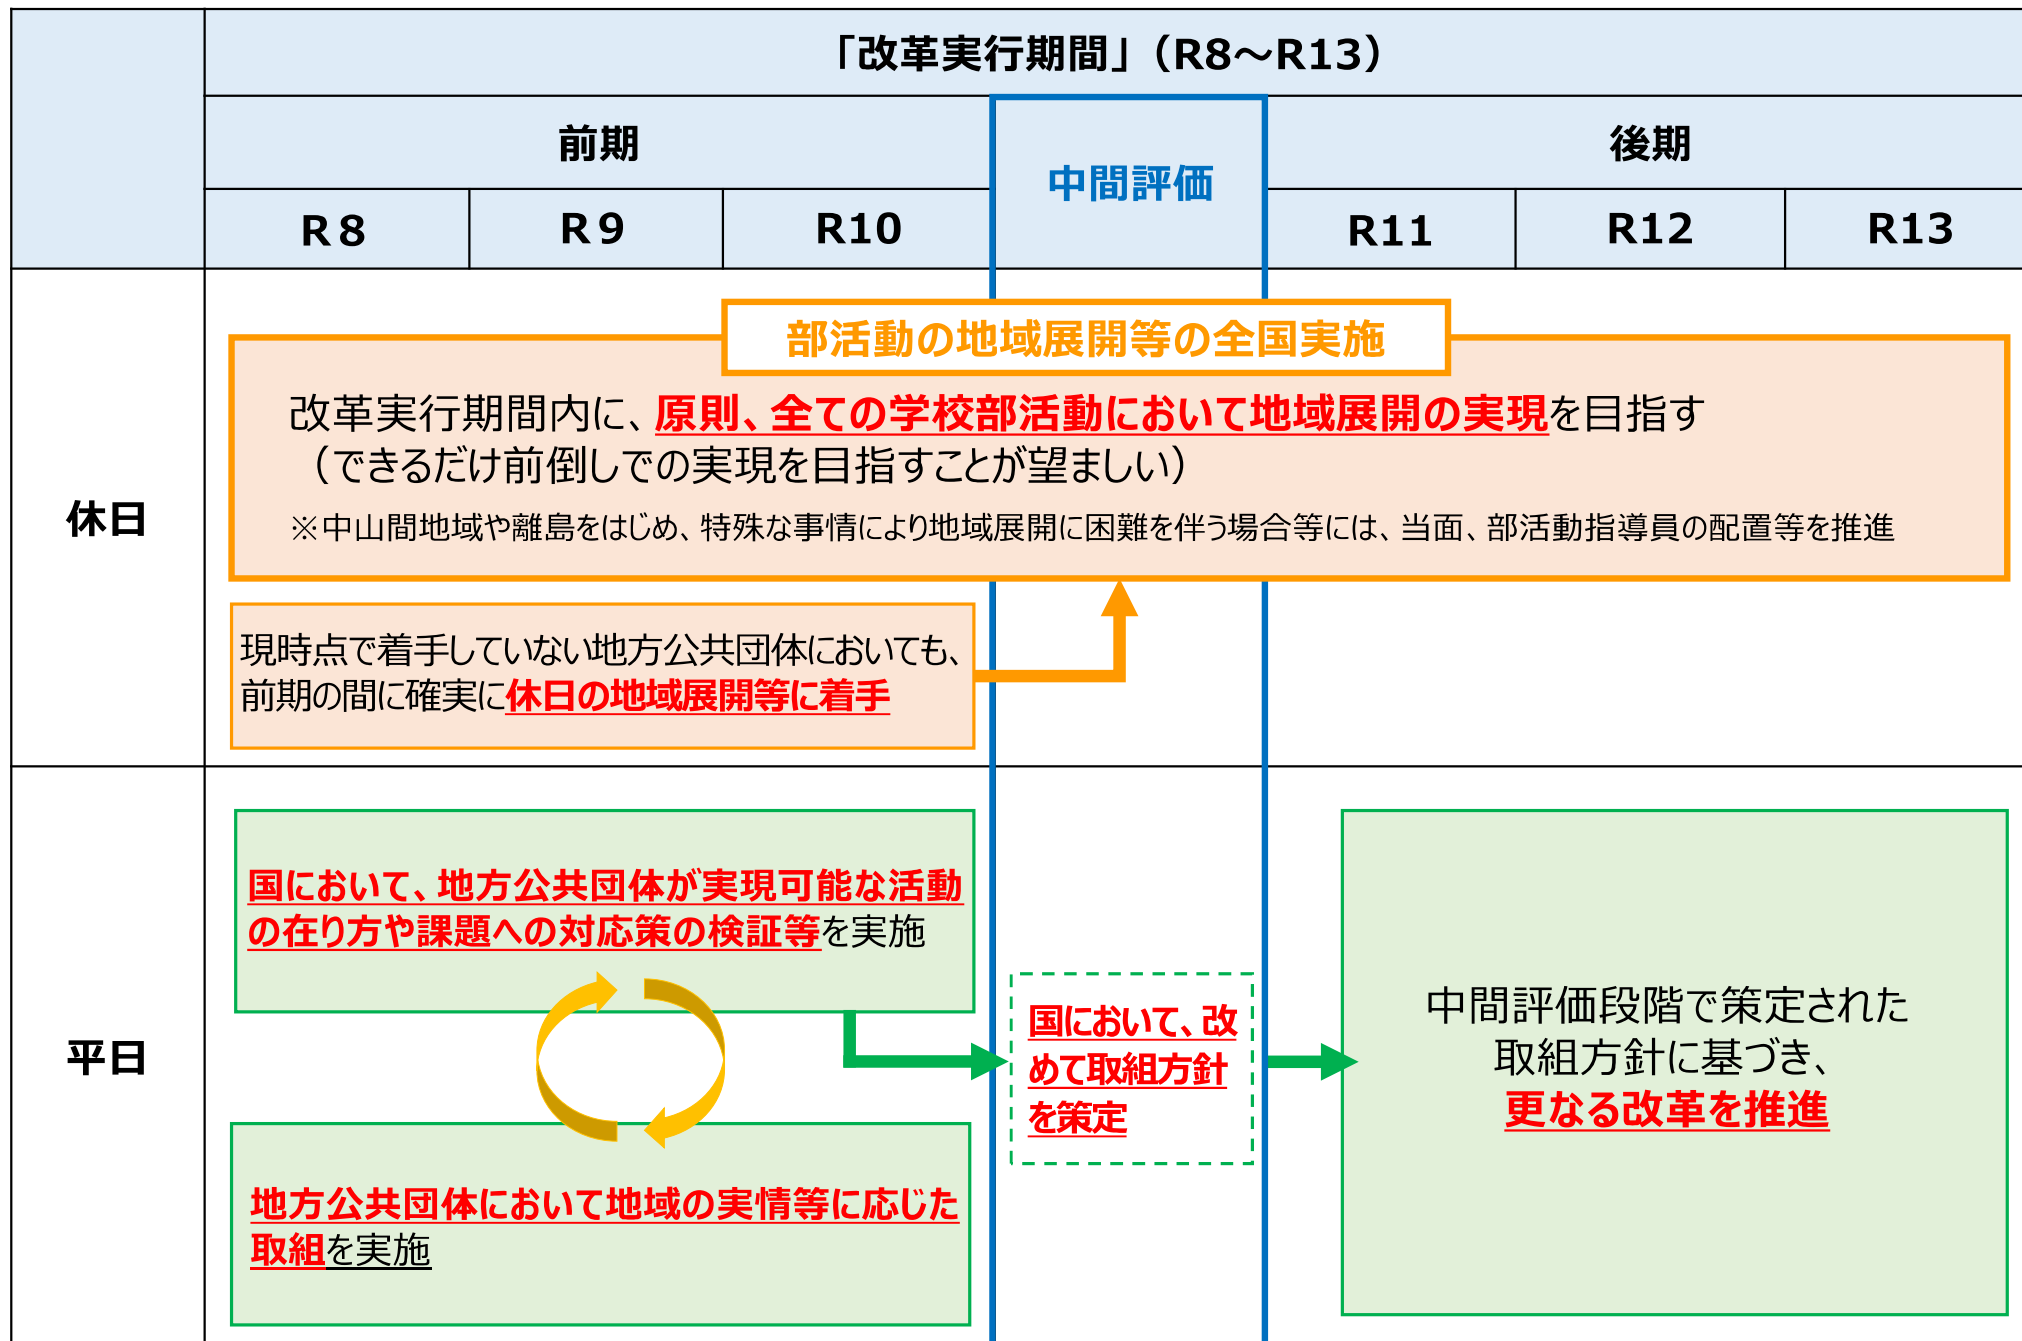 「改革実行期間」（R8～R13）
前期
中間評価
後期
R８
R９
R10
R11
R12
R13
休日
部活動の地域展開等の全国実施
改革実行期間内に、原則、全ての学校部活動において地域展開の実現を目指す
（できるだけ前倒しでの実現を目指すことが望ましい）
※中山間地域や離島をはじめ、特殊な事情により地域展開に困難を伴う場合等には、当面、部活動指導員の配置等を推進
現時点で着手していない地方公共団体においても、
前期の間に確実に休日の地域展開等に着手
平日
国において、地方公共団体が実現可能な活動
の在り方や課題への対応策の検証等を実施
地方公共団体において地域の実情等に応じた
取組を実施
国において、改
めて取組方針
を策定
中間評価段階で策定された
取組方針に基づき、
更なる改革を推進